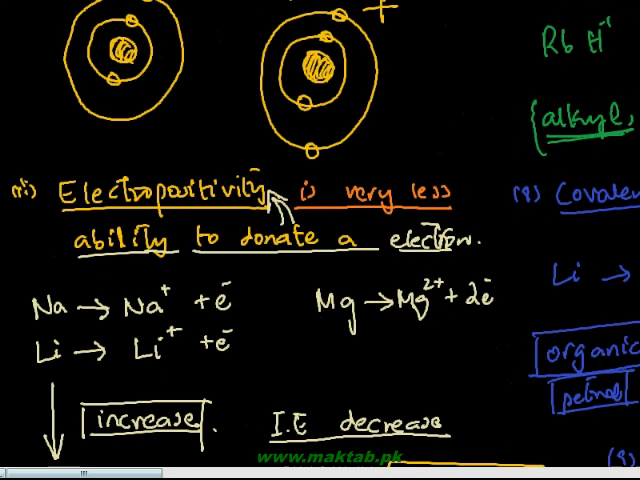 +
Rb H⁻¹
{alkyl,
(iii) Electropositivity is very less
ability to donate a electron.
Na → Na⁺ + e⁻
Mg → Mg²⁺ + 2e⁻
Li → Li⁺ + e⁻
increase.
I.E decrease
(8) Covalen
Li →
organic
petrol
(9)
www.maktab.pk